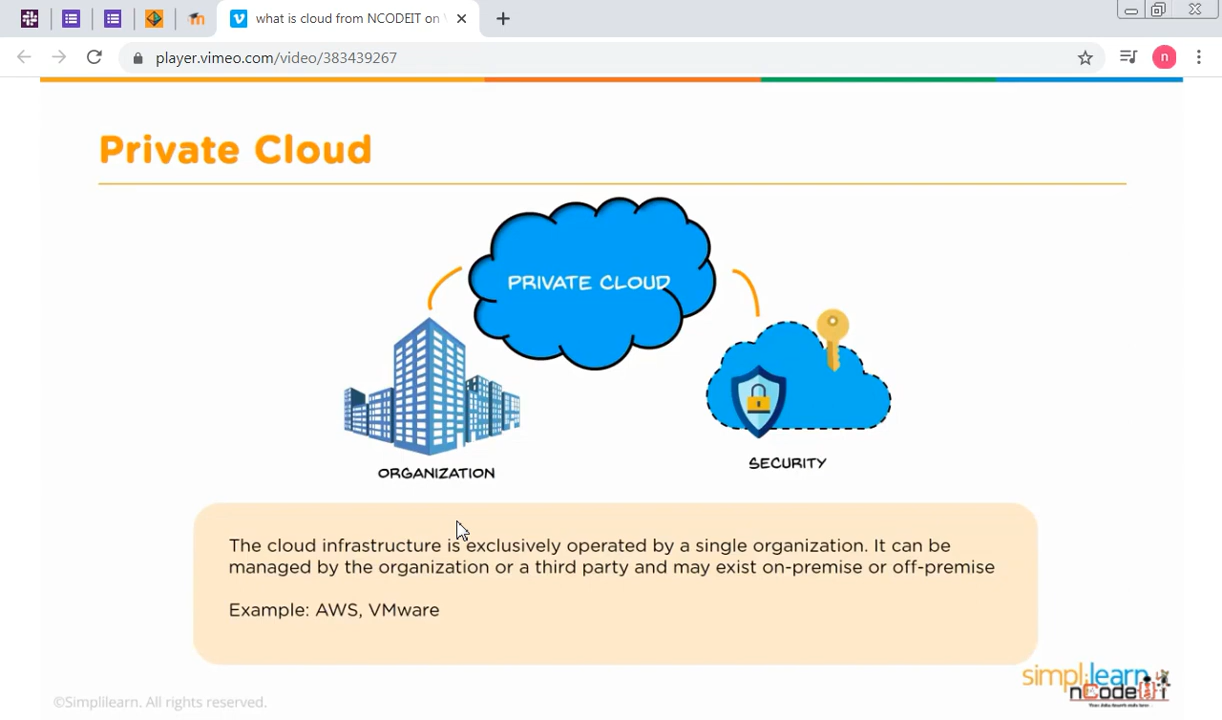 what is cloud from NCODEIT on
player.vimeo.com/video/383439267
n
Private Cloud
PRIVATE CLOUD
ORGANIZATION
SECURITY
The cloud infrastructure is exclusively operated by a single organization. It can be
managed by the organization or a third party and may exist on-premise or off-premise
Example: AWS, VMware
©Simplilearn. All rights reserved.
simplilearn
nCodeIT